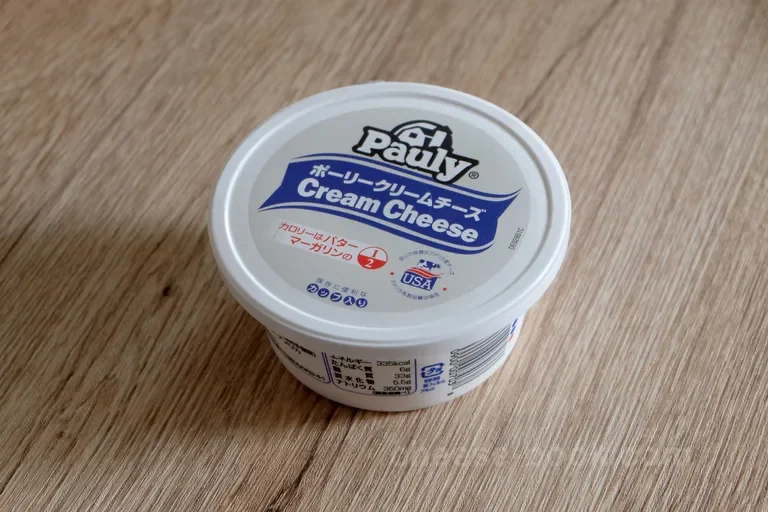 Pauly®
ポーリークリームチーズ
Cream Cheese
カロリーはバター
マーガリンの1/2
USA
保存に便利な
カップ入り
エネルギー 335kcal
たんぱく質 6g
脂質 33g
炭水化物 5.5g
ナトリウム 350mg